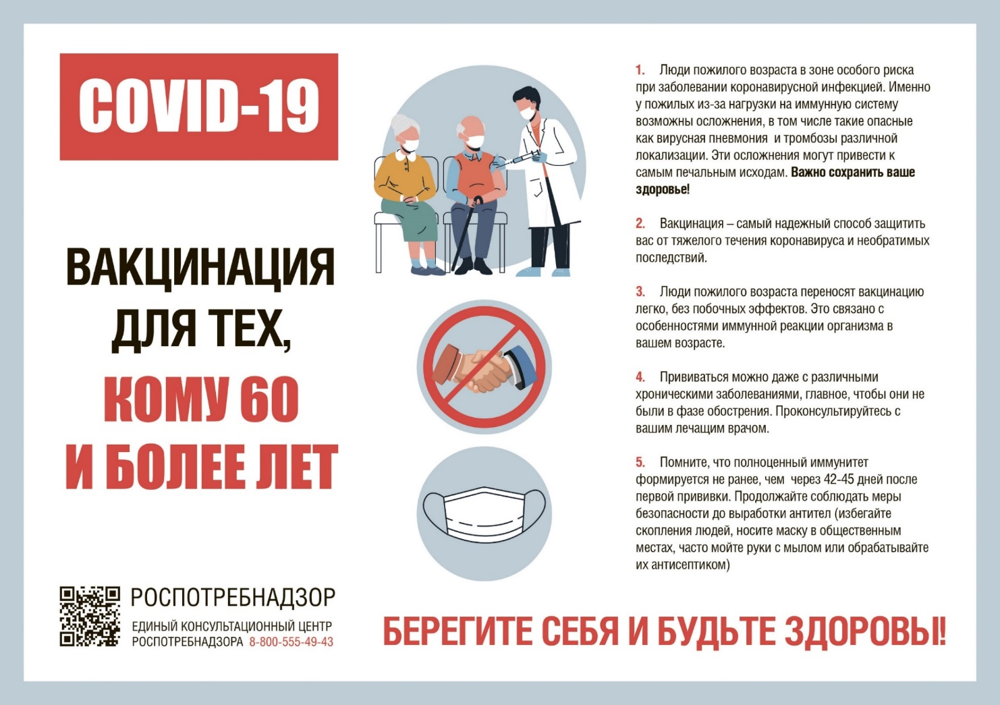 COVID-19
ВАКЦИНАЦИЯ
ДЛЯ ТЕХ,
КОМУ 60
И БОЛЕЕ ЛЕТ
РОСПОТРЕБНАДЗОР
ЕДИНЫЙ КОНСУЛЬТАЦИОННЫЙ ЦЕНТР
РОСПОТРЕБНАДЗОРА 8-800-555-49-43
1. Люди пожилого возраста в зоне особого риска
при заболевании коронавирусной инфекцией. Именно
у пожилых из-за нагрузки на иммунную систему
возможны осложнения, в том числе такие опасные
как вирусная пневмония и тромбозы различной
локализации. Эти осложнения могут привести к
самым печальным исходам. Важно сохранить ваше
здоровье!
2. Вакцинация – самый надежный способ защитить
вас от тяжелого течения коронавируса и необратимых
последствий.
3. Люди пожилого возраста переносят вакцинацию
легко, без побочных эффектов. Это связано с
особенностями иммунной реакции организма в
вашем возрасте.
4. Прививаться можно даже с различными
хроническими заболеваниями, главное, чтобы они не
были в фазе обострения. Проконсультируйтесь с
вашим лечащим врачом.
5. Помните, что полноценный иммунитет
формируется не ранее, чем через 42-45 дней после
первой прививки. Продолжайте соблюдать меры
безопасности до выработки антител (избегайте
скопления людей, носите маску в общественным
местах, часто мойте руки с мылом или обрабатывайте
их антисептиком)
БЕРЕГИТЕ СЕБЯ И БУДЬТЕ ЗДОРОВЫ!